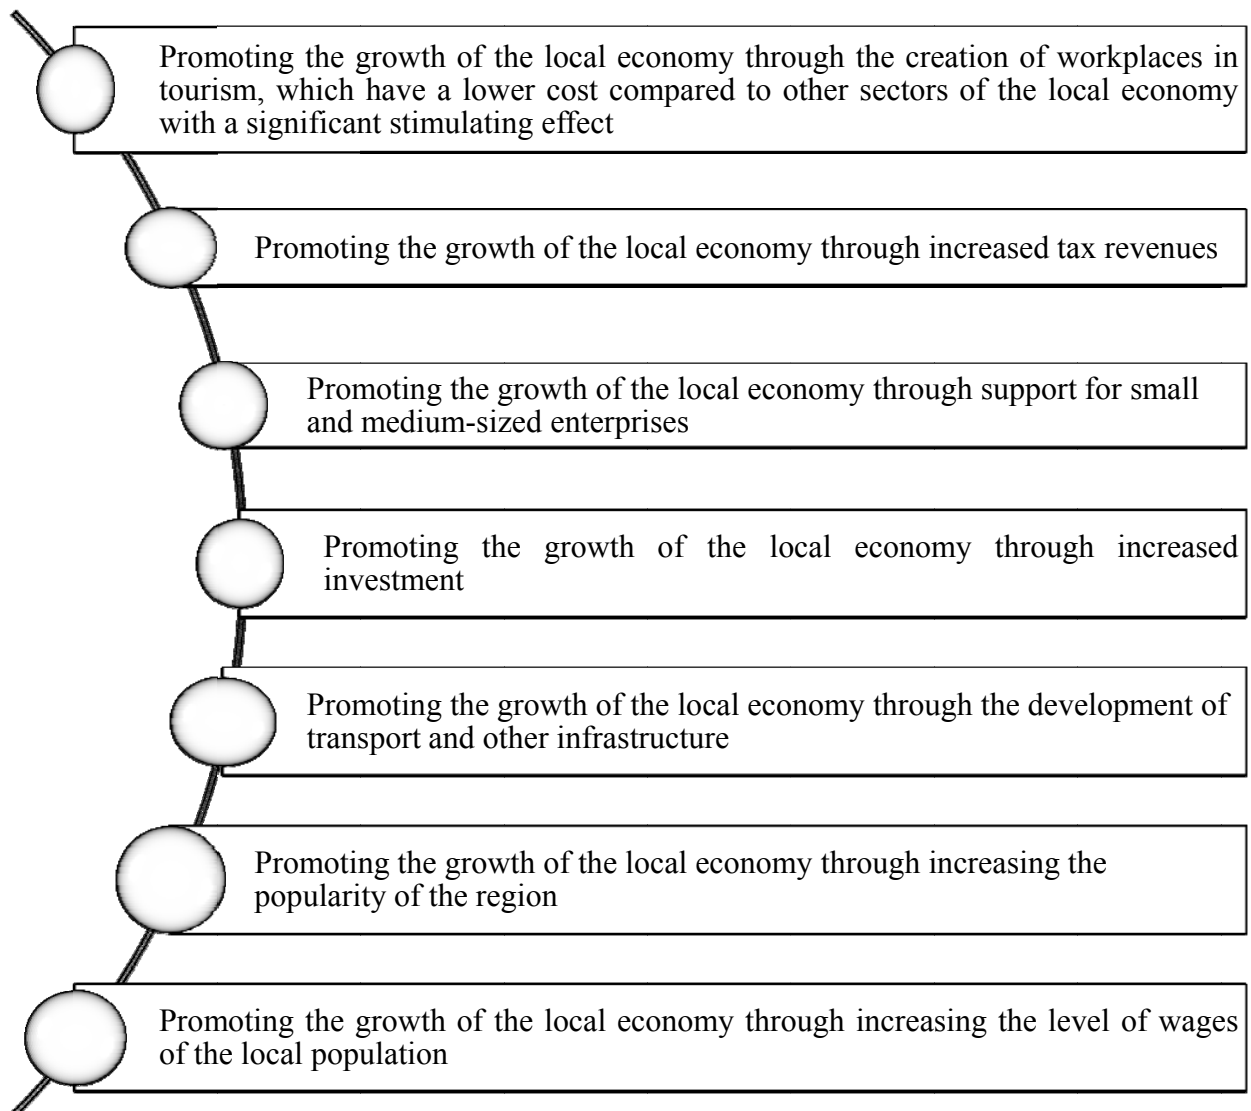 Promoting the growth of the local economy through the creation of workplaces in
tourism, which have a lower cost compared to other sectors of the local economy
with a significant stimulating effect
Promoting the growth of the local economy through increased tax revenues
Promoting the growth of the local economy through support for small
and medium-sized enterprises
Promoting the growth of the local economy through increased
investment
Promoting the growth of the local economy through the development of
transport and other infrastructure
Promoting the growth of the local economy through increasing the
popularity of the region
Promoting the growth of the local economy through increasing the level of wages
of the local population